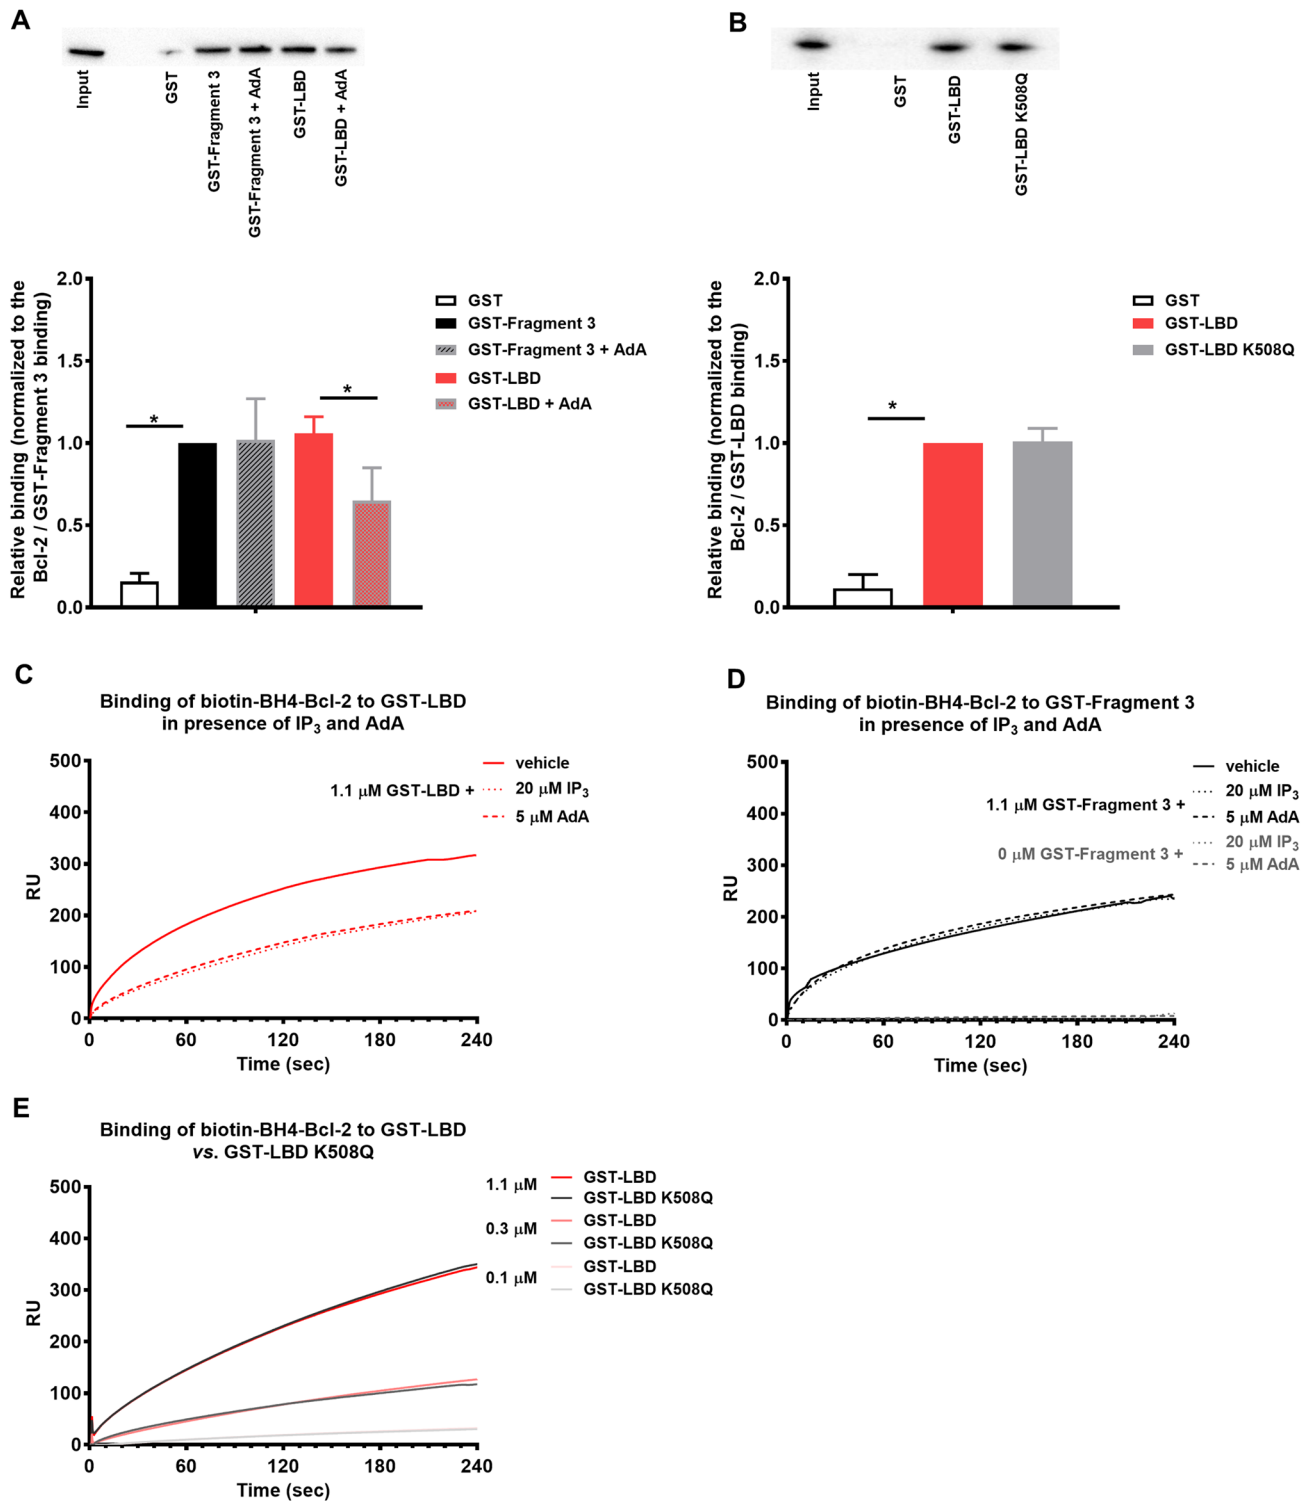 A
Input
GST
GST-Fragment 3
GST-Fragment 3 + AdA
GST-LBD
GST-LBD + AdA
Relative binding (normalized to the
Bcl-2 / GST-Fragment 3 binding)
2.0
1.5
1.0
0.5
0.0
*
*
GST
GST-Fragment 3
GST-Fragment 3 + AdA
GST-LBD
GST-LBD + AdA
B
Input
GST
GST-LBD
GST-LBD K508Q
Relative binding (normalized to the
Bcl-2 / GST-LBD binding)
2.0
1.5
1.0
0.5
0.0
*
GST
GST-LBD
GST-LBD K508Q
C
Binding of biotin-BH4-Bcl-2 to GST-LBD
in presence of IP3 and AdA
RU
500
400
300
200
100
0
0 60 120 180 240
Time (sec)
1.1 μM GST-LBD +
vehicle
20 μM IP3
5 μM AdA
D
Binding of biotin-BH4-Bcl-2 to GST-Fragment 3
in presence of IP3 and AdA
RU
500
400
300
200
100
0
0 60 120 180 240
Time (sec)
1.1 μM GST-Fragment 3 +
vehicle
20 μM IP3
5 μM AdA
0 μM GST-Fragment 3 +
20 μM IP3
5 μM AdA
E
Binding of biotin-BH4-Bcl-2 to GST-LBD
vs. GST-LBD K508Q
RU
500
400
300
200
100
0
0 60 120 180 240
Time (sec)
1.1 μM
GST-LBD
GST-LBD K508Q
0.3 μM
GST-LBD
GST-LBD K508Q
0.1 μM
GST-LBD
GST-LBD K508Q